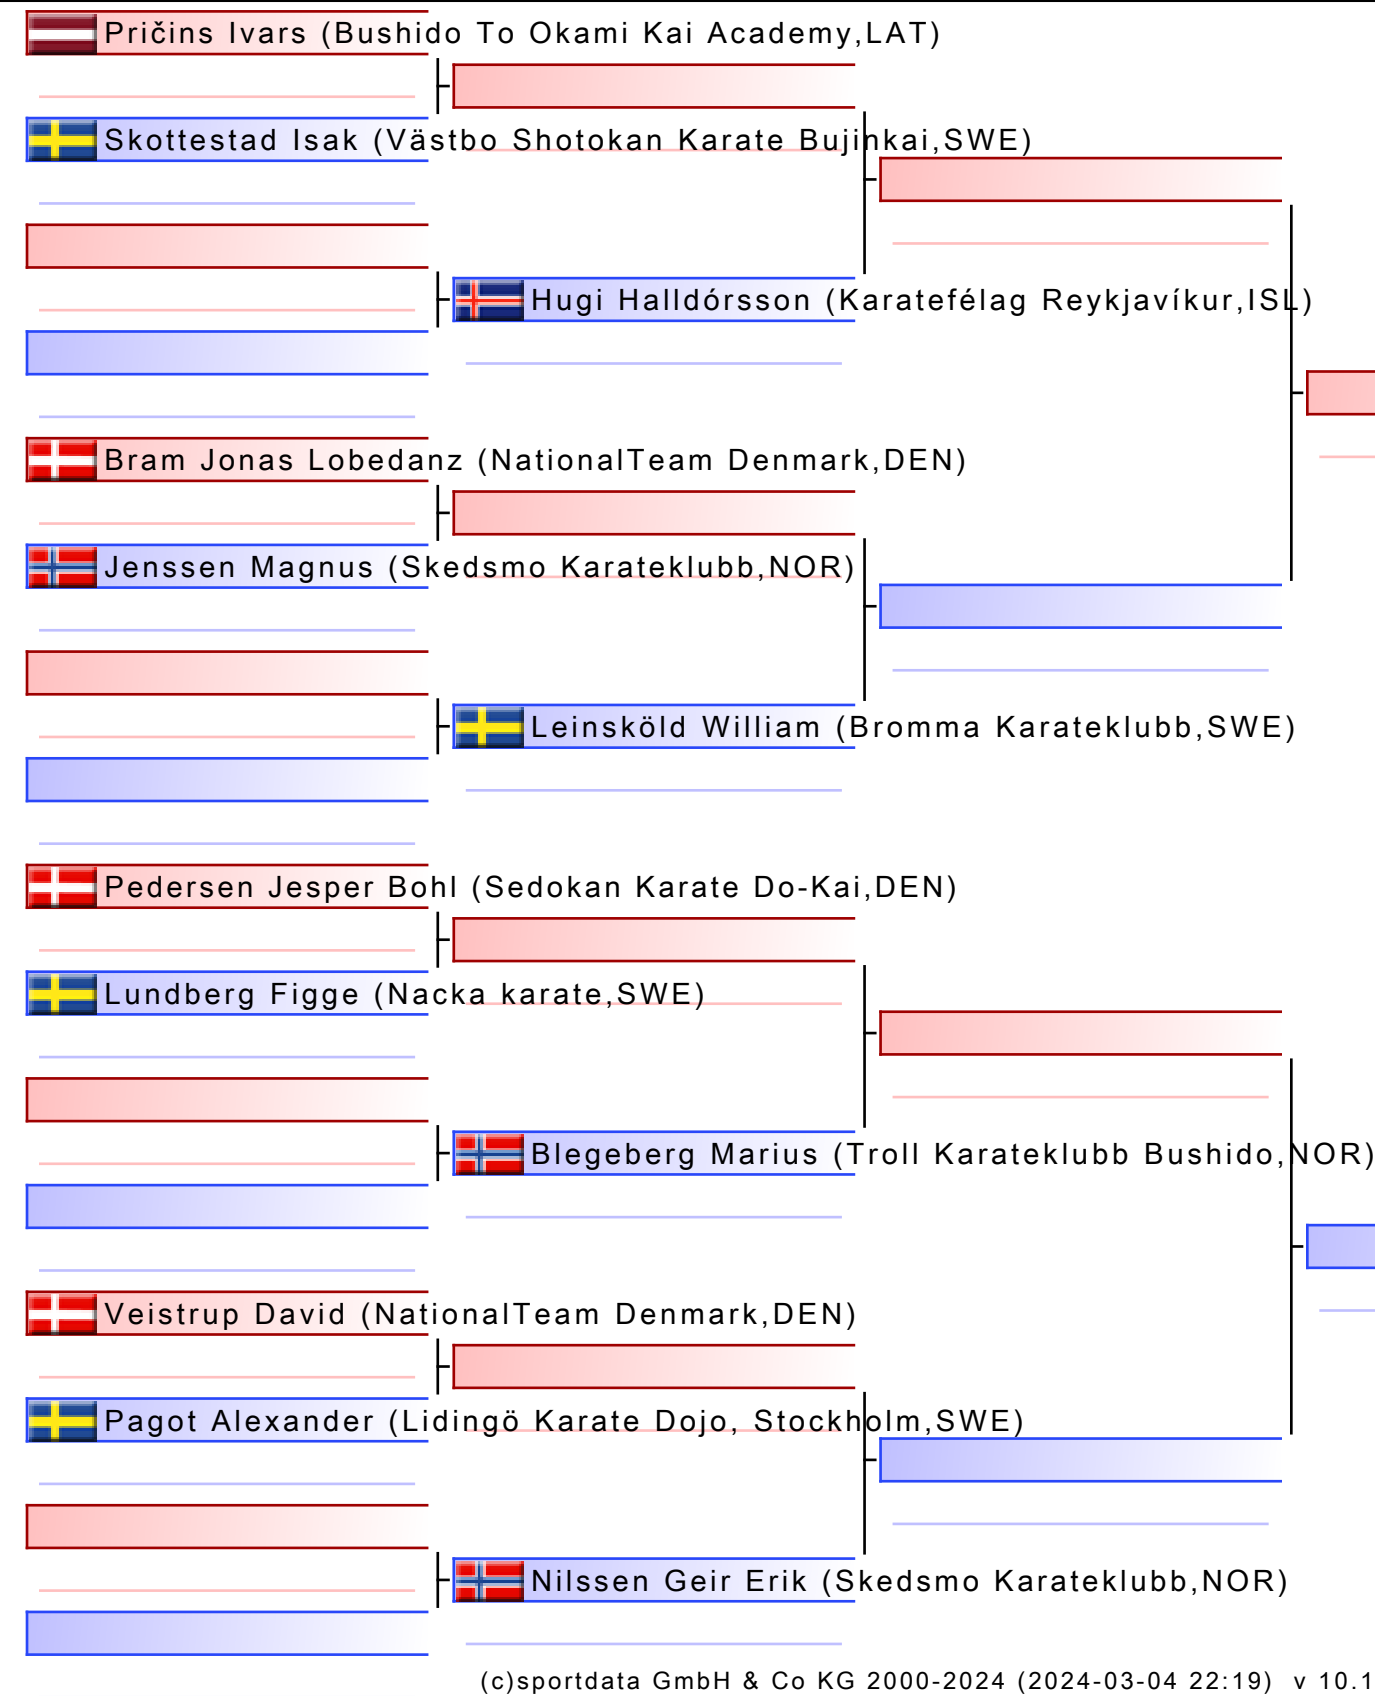 Pričins Ivars (Bushido To Okami Kai Academy,LAT)
Skottestad Isak (Västbo Shotokan Karate Bujinkai,SWE)
Hugi Halldórsson (Karatefélag Reykjavíkur,ISL)
Bram Jonas Lobedanz (NationalTeam Denmark,DEN)
Jenssen Magnus (Skedsmo Karateklubb,NOR)
Leinsköld William (Bromma Karateklubb,SWE)
Pedersen Jesper Bohl (Sedokan Karate Do-Kai,DEN)
Lundberg Figge (Nacka karate,SWE)
Blegeberg Marius (Troll Karateklubb Bushido,NOR)
Veistrup David (NationalTeam Denmark,DEN)
Pagot Alexander (Lidingö Karate Dojo, Stockholm,SWE)
Nilssen Geir Erik (Skedsmo Karateklubb,NOR)
(c)sportdata GmbH & Co KG 2000-2024 (2024-03-04 22:19) v 10.1